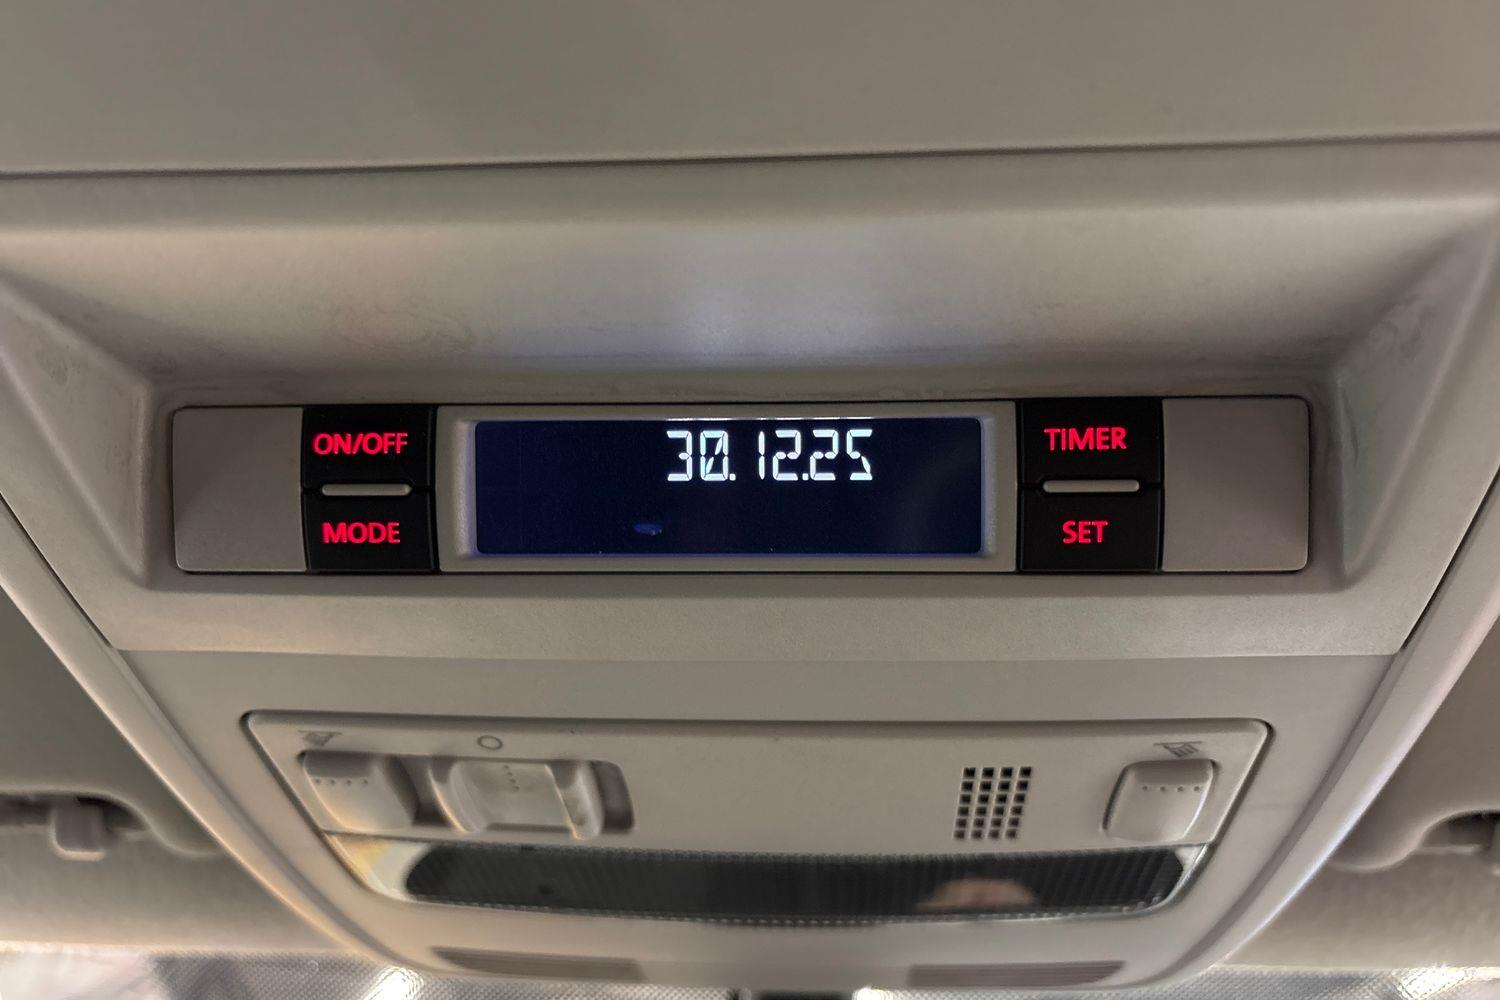 ON/OFF
MODE
30.12.25
TIMER
SET